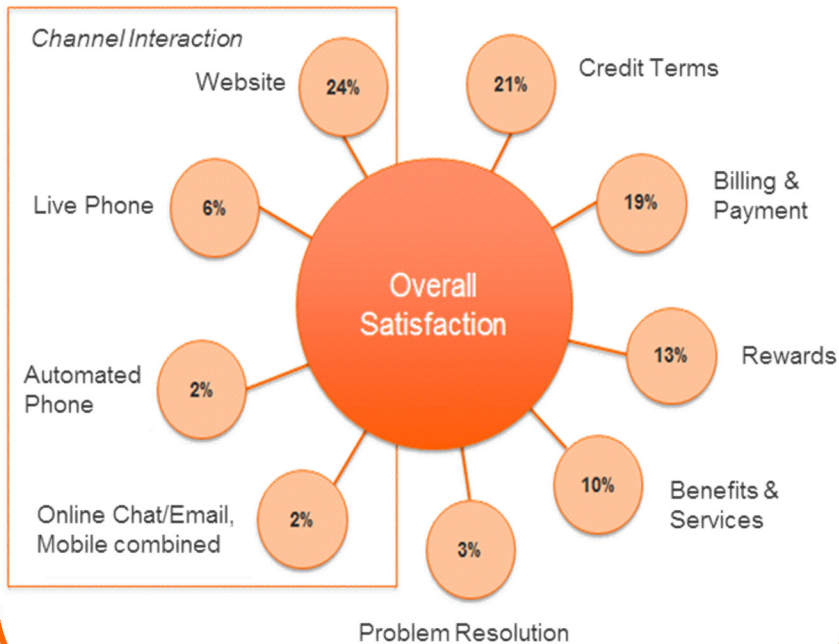 Channel Interaction
Website
24%
Live Phone
6%
Automated
Phone
2%
Online Chat/Email,
Mobile combined
2%
Overall
Satisfaction
21%
Credit Terms
19%
Billing &
Payment
13%
Rewards
10%
Benefits &
Services
3%
Problem Resolution